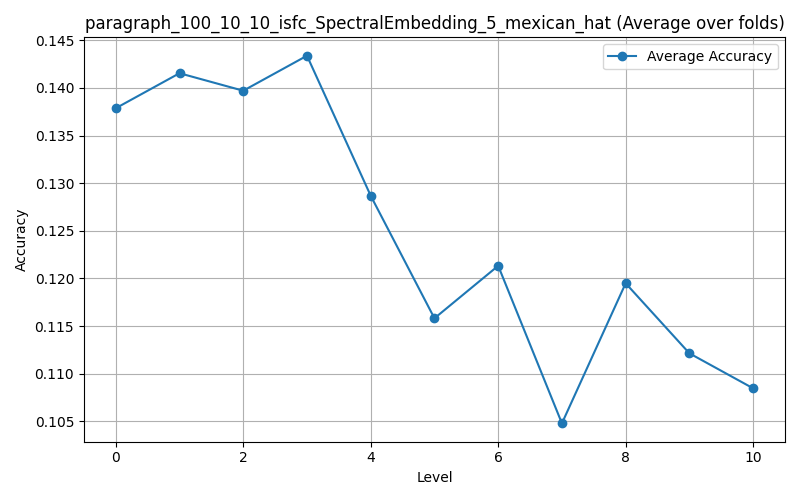 paragraph_100_10_10_isfc_SpectralEmbedding_5_mexican_hat (Average over folds)
Average Accuracy
0.145
0.140
0.135
0.130
0.125
0.120
0.115
0.110
0.105
Accuracy
0 2 4 6 8 10
Level